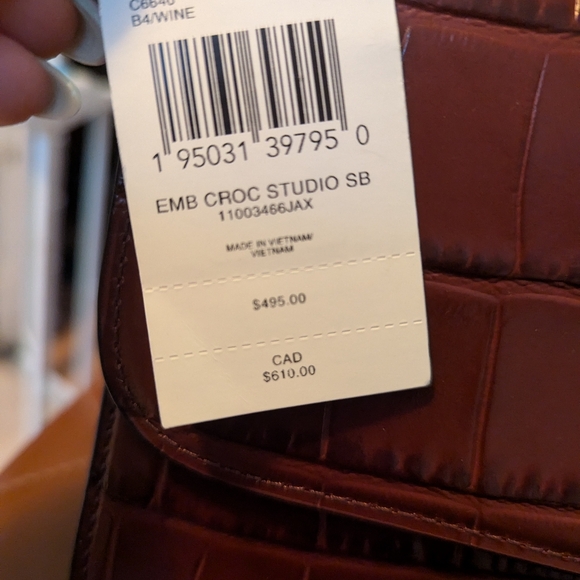 C6640
B4/WINE
1 95031 39795 0
EMB CROC STUDIO SB
11003466JAX
MADE IN VIETNAM/
VIETNAM
$495.00
CAD
$610.00